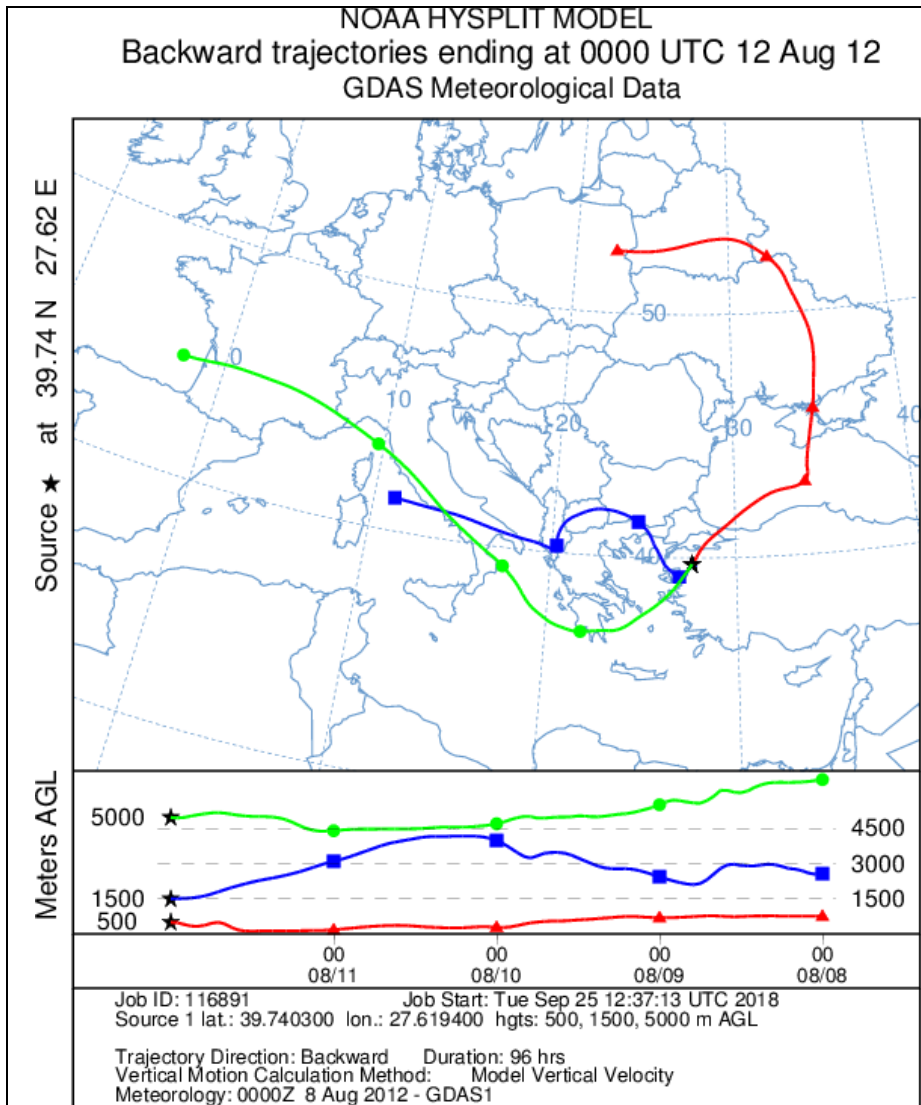 NOAA HYSPLIT MODEL
Backward trajectories ending at 0000 UTC 12 Aug 12
GDAS Meteorological Data
Source ★ at 39.74 N 27.62 E
50
0
10
20
30
40
40
Meters AGL
5000
1500
500
4500
3000
1500
00 00 00 00
08/11 08/10 08/09 08/08
Job ID: 116891 Job Start: Tue Sep 25 12:37:13 UTC 2018
Source 1 lat.: 39.740300 lon.: 27.619400 hgts: 500, 1500, 5000 m AGL
Trajectory Direction: Backward Duration: 96 hrs
Vertical Motion Calculation Method: Model Vertical Velocity
Meteorology: 0000Z 8 Aug 2012 - GDAS1